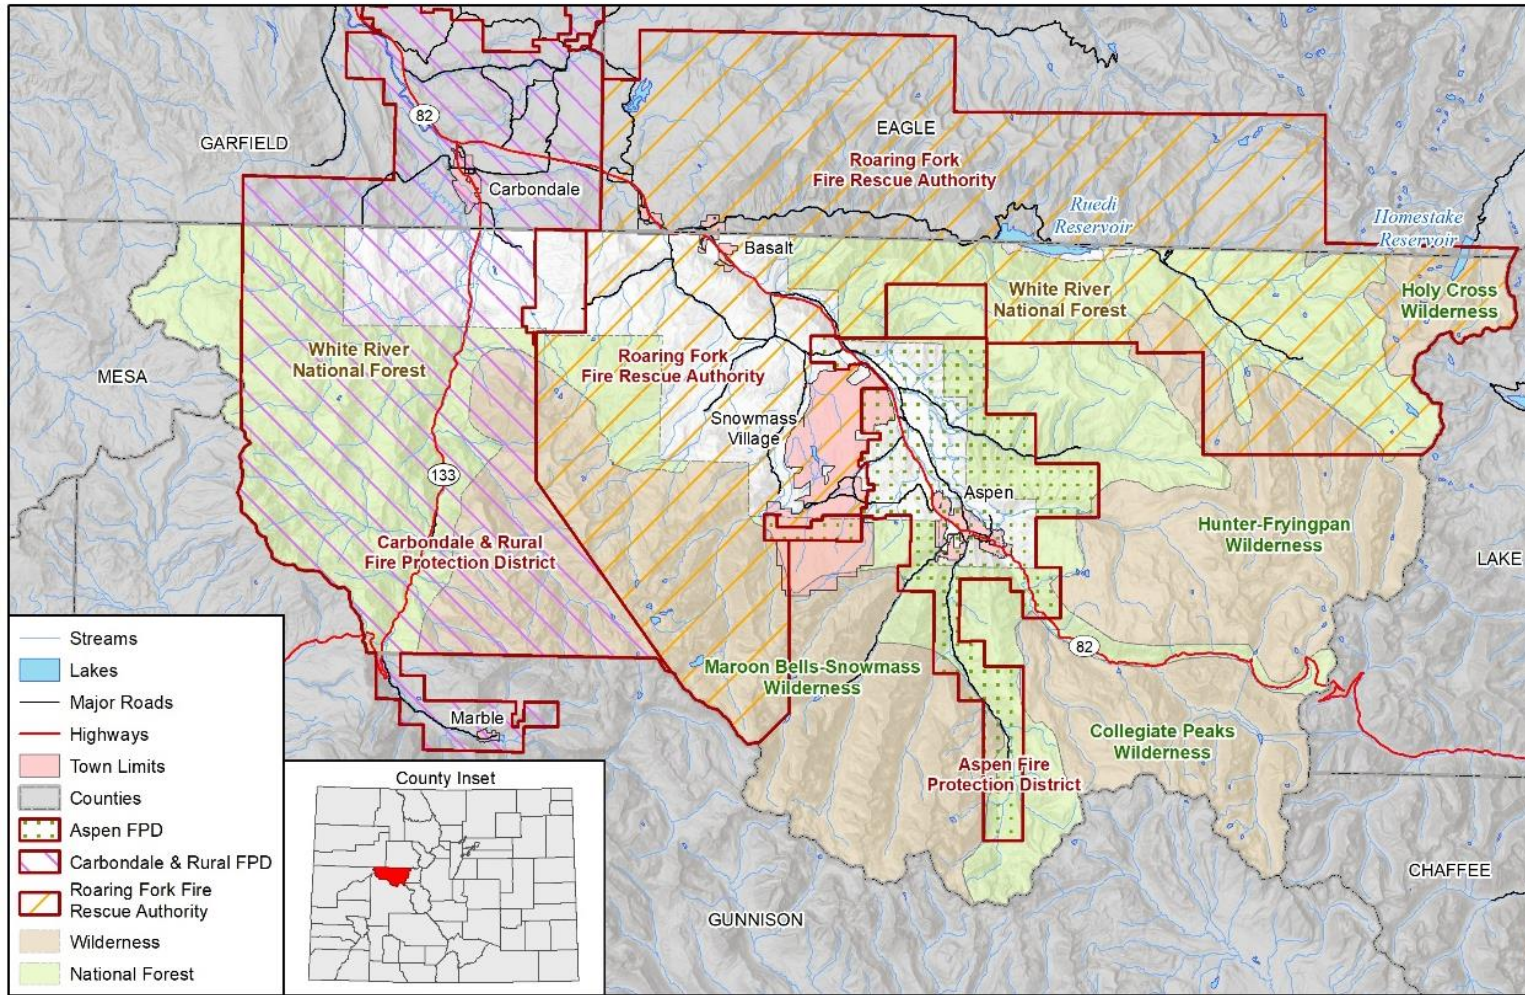 82
GARFIELD
Carbondale
EAGLE
Roaring Fork
Fire Rescue Authority
Ruedi
Reservoir
Homestake
Reservoir
Basalt
White River
National Forest
Holy Cross
Wilderness
White River
National Forest
MESA
Roaring Fork
Fire Rescue Authority
Snowmass
Village
133
Aspen
Hunter-Fryingpan
Wilderness
LAKE
Carbondale & Rural
Fire Protection District
82
Maroon Bells-Snowmass
Wilderness
Marble
Collegiate Peaks
Wilderness
Aspen Fire
Protection District
CHAFFEE
GUNNISON
Streams
Lakes
Major Roads
Highways
Town Limits
Counties
Aspen FPD
Carbondale & Rural FPD
Roaring Fork Fire
Rescue Authority
Wilderness
National Forest
County Inset